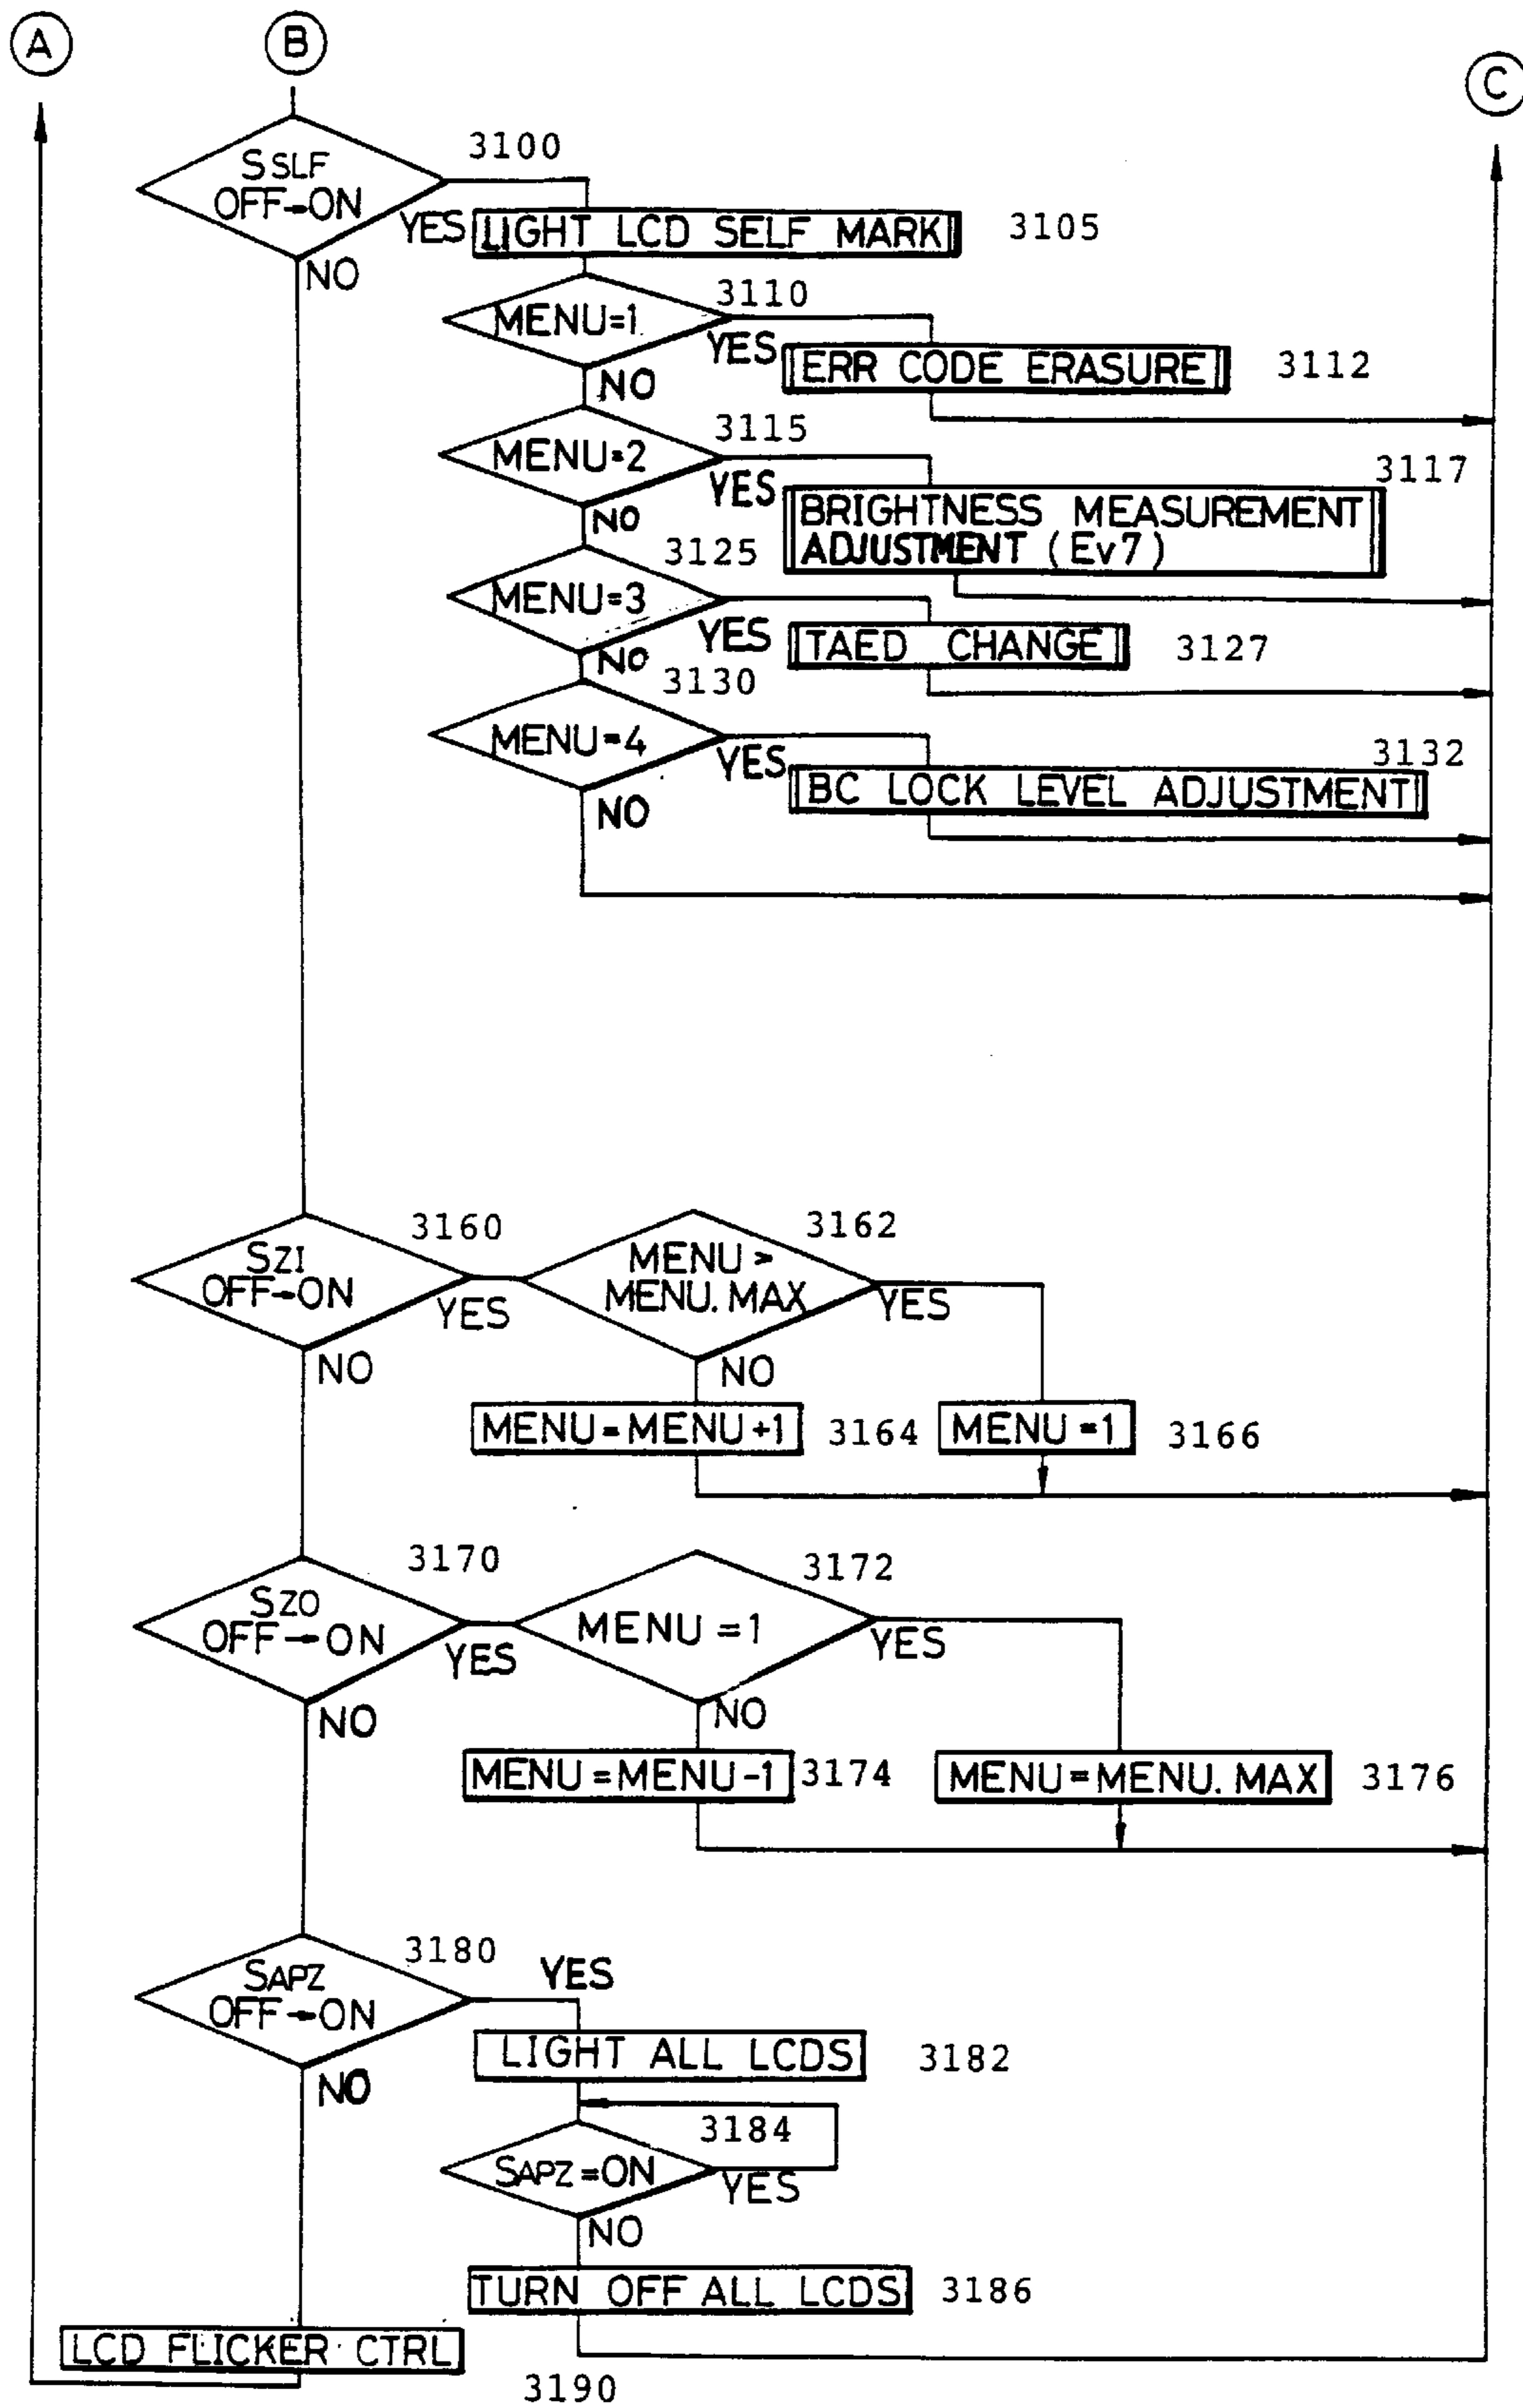 A
B
C
SSLF
OFF→ON
3100
YES
NO
LIGHT LCD SELF MARK
3105
MENU=1
3110
YES
NO
ERR CODE ERASURE
3112
MENU=2
3115
YES
NO
3117
BRIGHTNESS MEASUREMENT
ADJUSTMENT (Ev7)
3125
MENU=3
YES
NO
TAED CHANGE
3127
3130
MENU=4
YES
NO
3132
BC LOCK LEVEL ADJUSTMENT
SZI
OFF→ON
3160
YES
NO
MENU >
MENU.MAX
3162
YES
NO
MENU=MENU+1
3164
MENU=1
3166
SZO
OFF→ON
3170
YES
NO
MENU=1
3172
YES
NO
MENU=MENU-1
3174
MENU=MENU.MAX
3176
SAPZ
OFF→ON
3180
YES
NO
LIGHT ALL LCDS
3182
3184
SAPZ=ON
YES
NO
TURN OFF ALL LCDS
3186
LCD FLICKER CTRL
3190